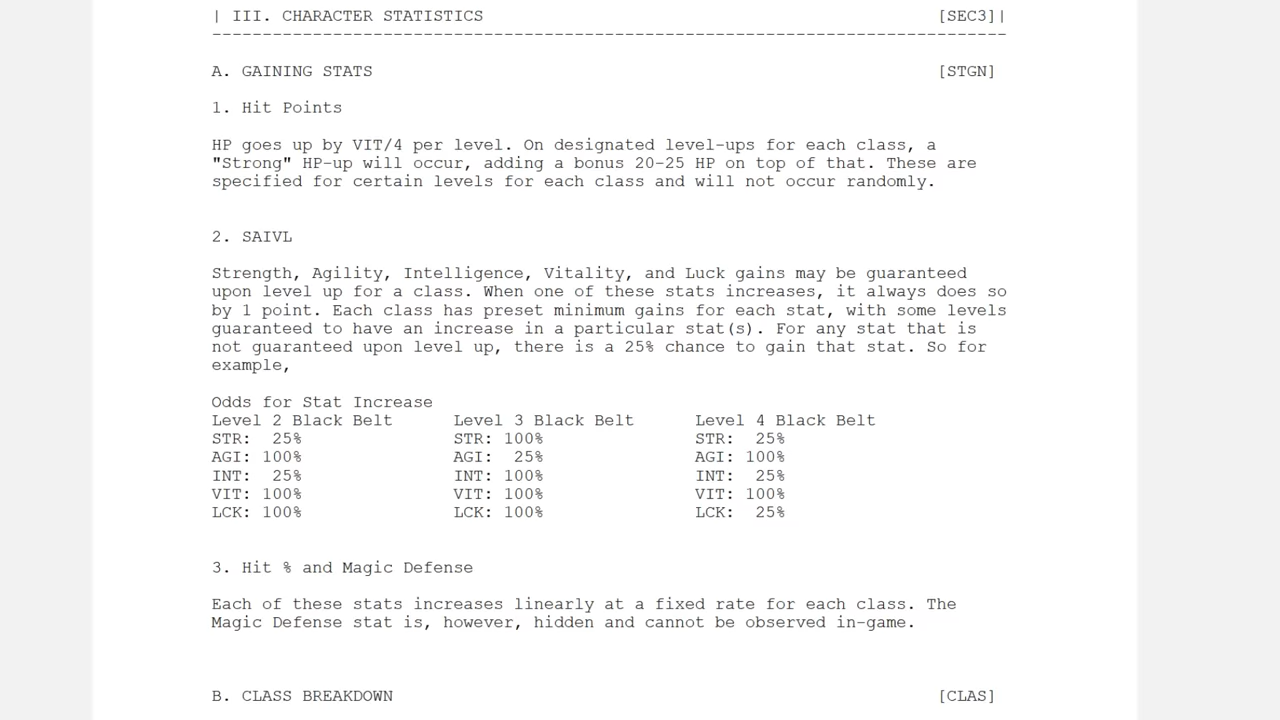 | III. CHARACTER STATISTICS                                             [SEC3]|
-------------------------------------------------------------------------------
A. GAINING STATS                                                        [STGN]
1. Hit Points
HP goes up by VIT/4 per level. On designated level-ups for each class, a
"Strong" HP-up will occur, adding a bonus 20-25 HP on top of that. These are
specified for certain levels for each class and will not occur randomly.
2. SAIVL
Strength, Agility, Intelligence, Vitality, and Luck gains may be guaranteed
upon level up for a class. When one of these stats increases, it always does so
by 1 point. Each class has preset minimum gains for each stat, with some levels
guaranteed to have an increase in a particular stat(s). For any stat that is
not guaranteed upon level up, there is a 25% chance to gain that stat. So for
example,
Odds for Stat Increase
Level 2 Black Belt      Level 3 Black Belt      Level 4 Black Belt
STR:  25%               STR: 100%               STR:  25%
AGI: 100%               AGI:  25%               AGI: 100%
INT:  25%               INT: 100%               INT:  25%
VIT: 100%               VIT: 100%               VIT: 100%
LCK: 100%               LCK: 100%               LCK:  25%
3. Hit % and Magic Defense
Each of these stats increases linearly at a fixed rate for each class. The
Magic Defense stat is, however, hidden and cannot be observed in-game.
B. CLASS BREAKDOWN                                                      [CLAS]